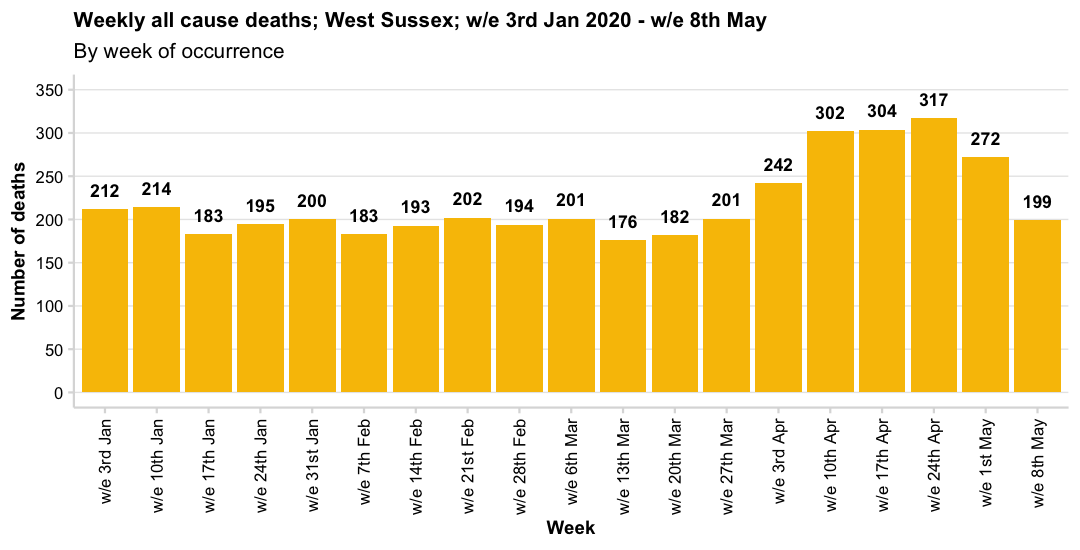 Weekly all cause deaths; West Sussex; w/e 3rd Jan 2020 - w/e 8th May
By week of occurrence
Number of deaths
350
300
250
200
150
100
50
0
212
214
183
195
200
183
193
202
194
201
176
182
201
242
302
304
317
272
199
w/e 3rd Jan
w/e 10th Jan
w/e 17th Jan
w/e 24th Jan
w/e 31st Jan
w/e 7th Feb
w/e 14th Feb
w/e 21st Feb
w/e 28th Feb
w/e 6th Mar
w/e 13th Mar
w/e 20th Mar
w/e 27th Mar
w/e 3rd Apr
w/e 10th Apr
w/e 17th Apr
w/e 24th Apr
w/e 1st May
w/e 8th May
Week